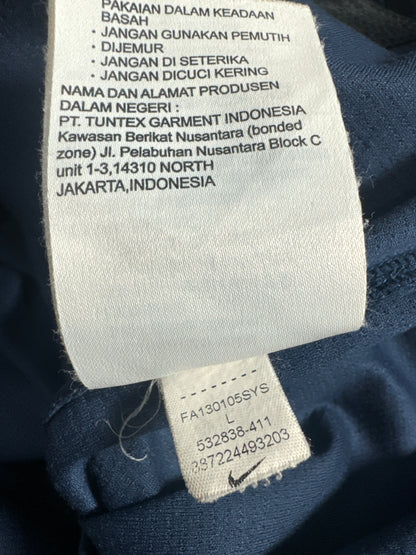 PAKAIAN DALAM KEADAAN
BASAH
• JANGAN GUNAKAN PEMUTIH
• DIJEMUR
• JANGAN DI SETERIKA
• JANGAN DICUCI KERING
NAMA DAN ALAMAT PRODUSEN
DALAM NEGERI :
PT. TUNTEX GARMENT INDONESIA
Kawasan Berikat Nusantara (bonded
zone) Jl. Pelabuhan Nusantara Block C
unit 1-3,14310 NORTH
JAKARTA,INDONESIA
FA130105SYS
L
532838-411
387224493203